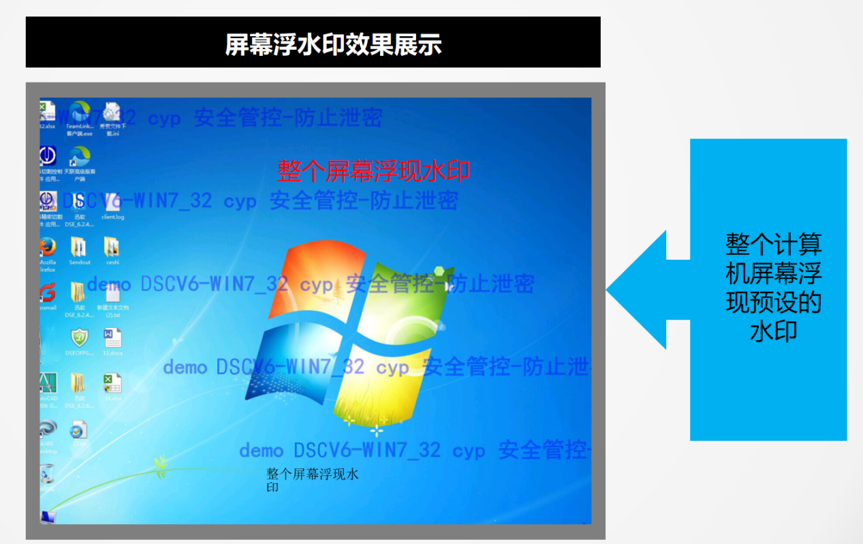 屏幕浮水印效果展示
-WIN7_32 cyp 安全管控-防止泄密
整个屏幕浮现水印
DSCV6-WIN7_32 cyp 安全管控-防止泄密
demo DSCV6-WIN7_32 cyp 安全管控-防止泄密
demo DSCV6-WIN7_32 cyp 安全管控-防止泄
demo DSCV6-WIN7_32 cyp 安全管控-
整个屏幕浮现水
印
client.log
Sendout
整个计算
机屏幕浮
现预设的
水印